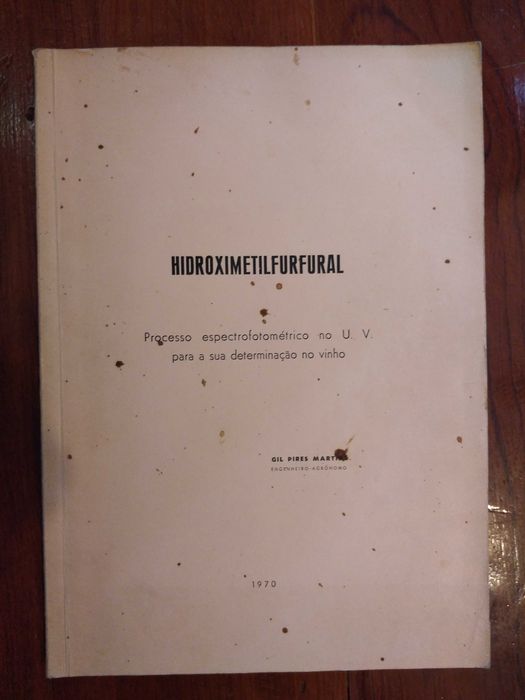 HIDROXIMETILFURFURAL
Processo espectrofotométrico no U. V.
para a sua determinação no vinho
GIL PIRES MARTINS
ENGENHEIRO-AGRÓNOMO
1970